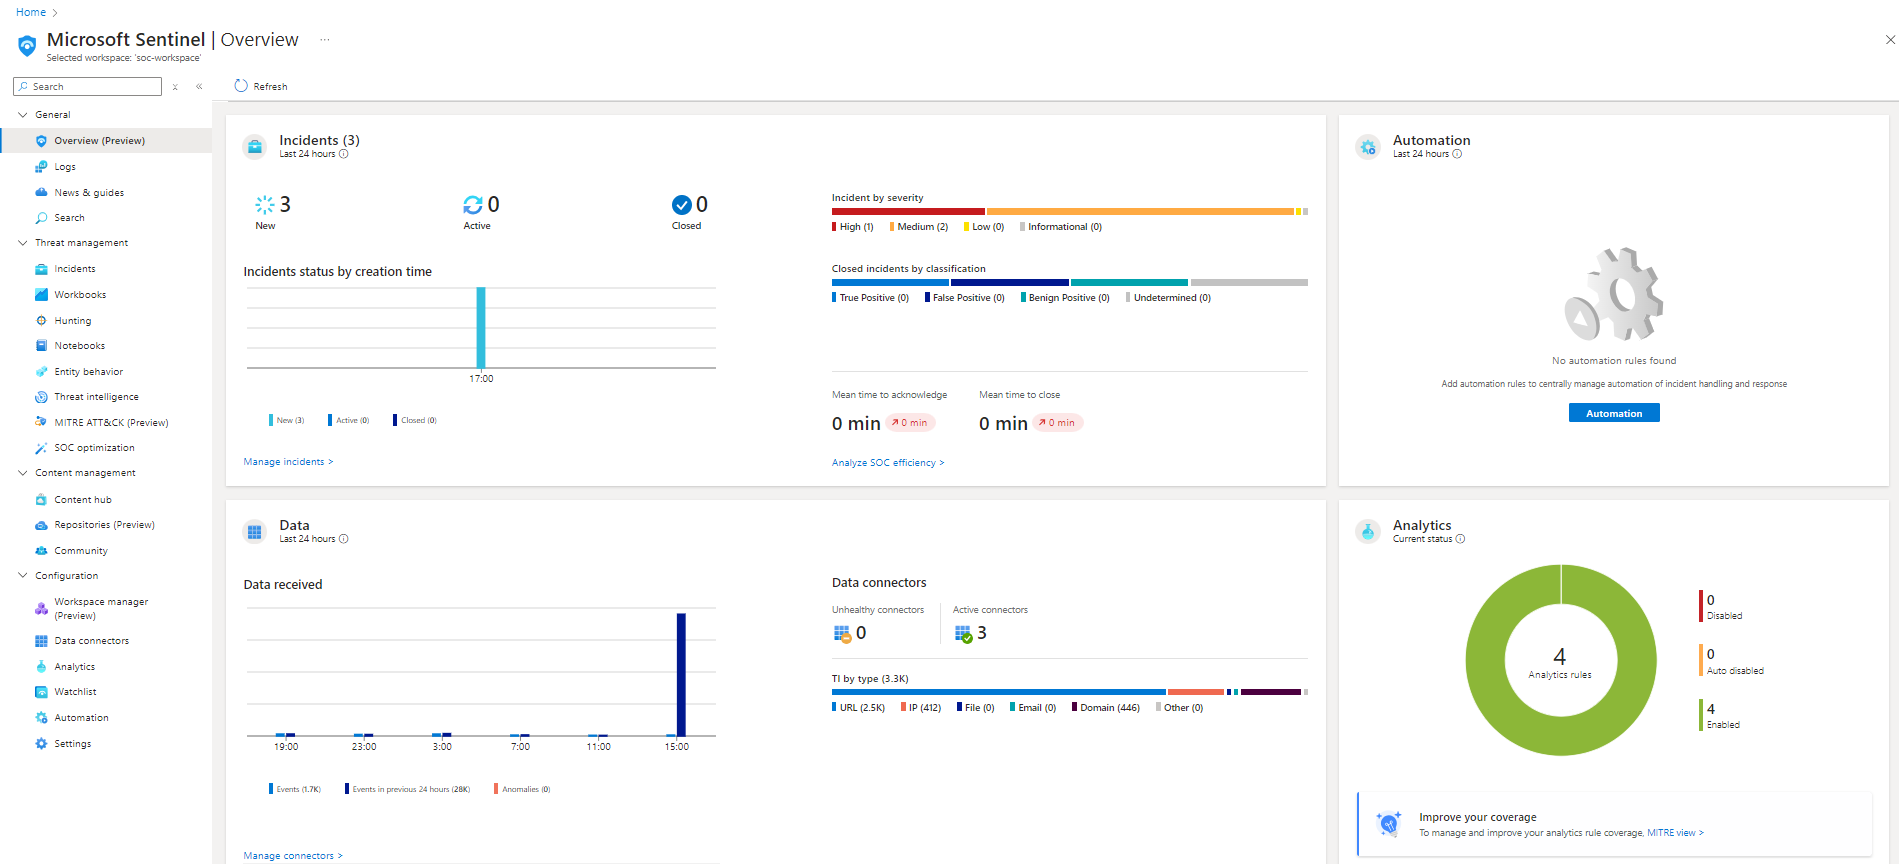 Home >
Microsoft Sentinel | Overview ...
Selected workspace: 'soc-workspace'
Search
Refresh
General
Overview (Preview)
Logs
News & guides
Search
Threat management
Incidents
Workbooks
Hunting
Notebooks
Entity behavior
Threat intelligence
MITRE ATT&CK (Preview)
SOC optimization
Content management
Content hub
Repositories (Preview)
Community
Configuration
Workspace manager
(Preview)
Data connectors
Analytics
Watchlist
Automation
Settings
Incidents (3)
Last 24 hours
3
New
0
Active
0
Closed
Incidents status by creation time
17:00
New (3) Active (0) Closed (0)
Manage incidents >
Incident by severity
High (1) Medium (2) Low (0) Informational (0)
Closed incidents by classification
True Positive (0) False Positive (0) Benign Positive (0) Undetermined (0)
Mean time to acknowledge
0 min 0 min
Mean time to close
0 min 0 min
Analyze SOC efficiency >
Automation
Last 24 hours
No automation rules found
Add automation rules to centrally manage automation of incident handling and response
Automation
Data
Last 24 hours
Data received
19:00 23:00 3:00 7:00 11:00 15:00
Events (1.7K) Events in previous 24 hours (28K) Anomalies (0)
Manage connectors >
Data connectors
Unhealthy connectors
0
Active connectors
3
TI by type (3.3K)
URL (2.5K) IP (412) File (0) Email (0) Domain (446) Other (0)
Analytics
Current status
4
Analytics rules
0
Disabled
0
Auto disabled
4
Enabled
Improve your coverage
To manage and improve your analytics rule coverage, MITRE view >